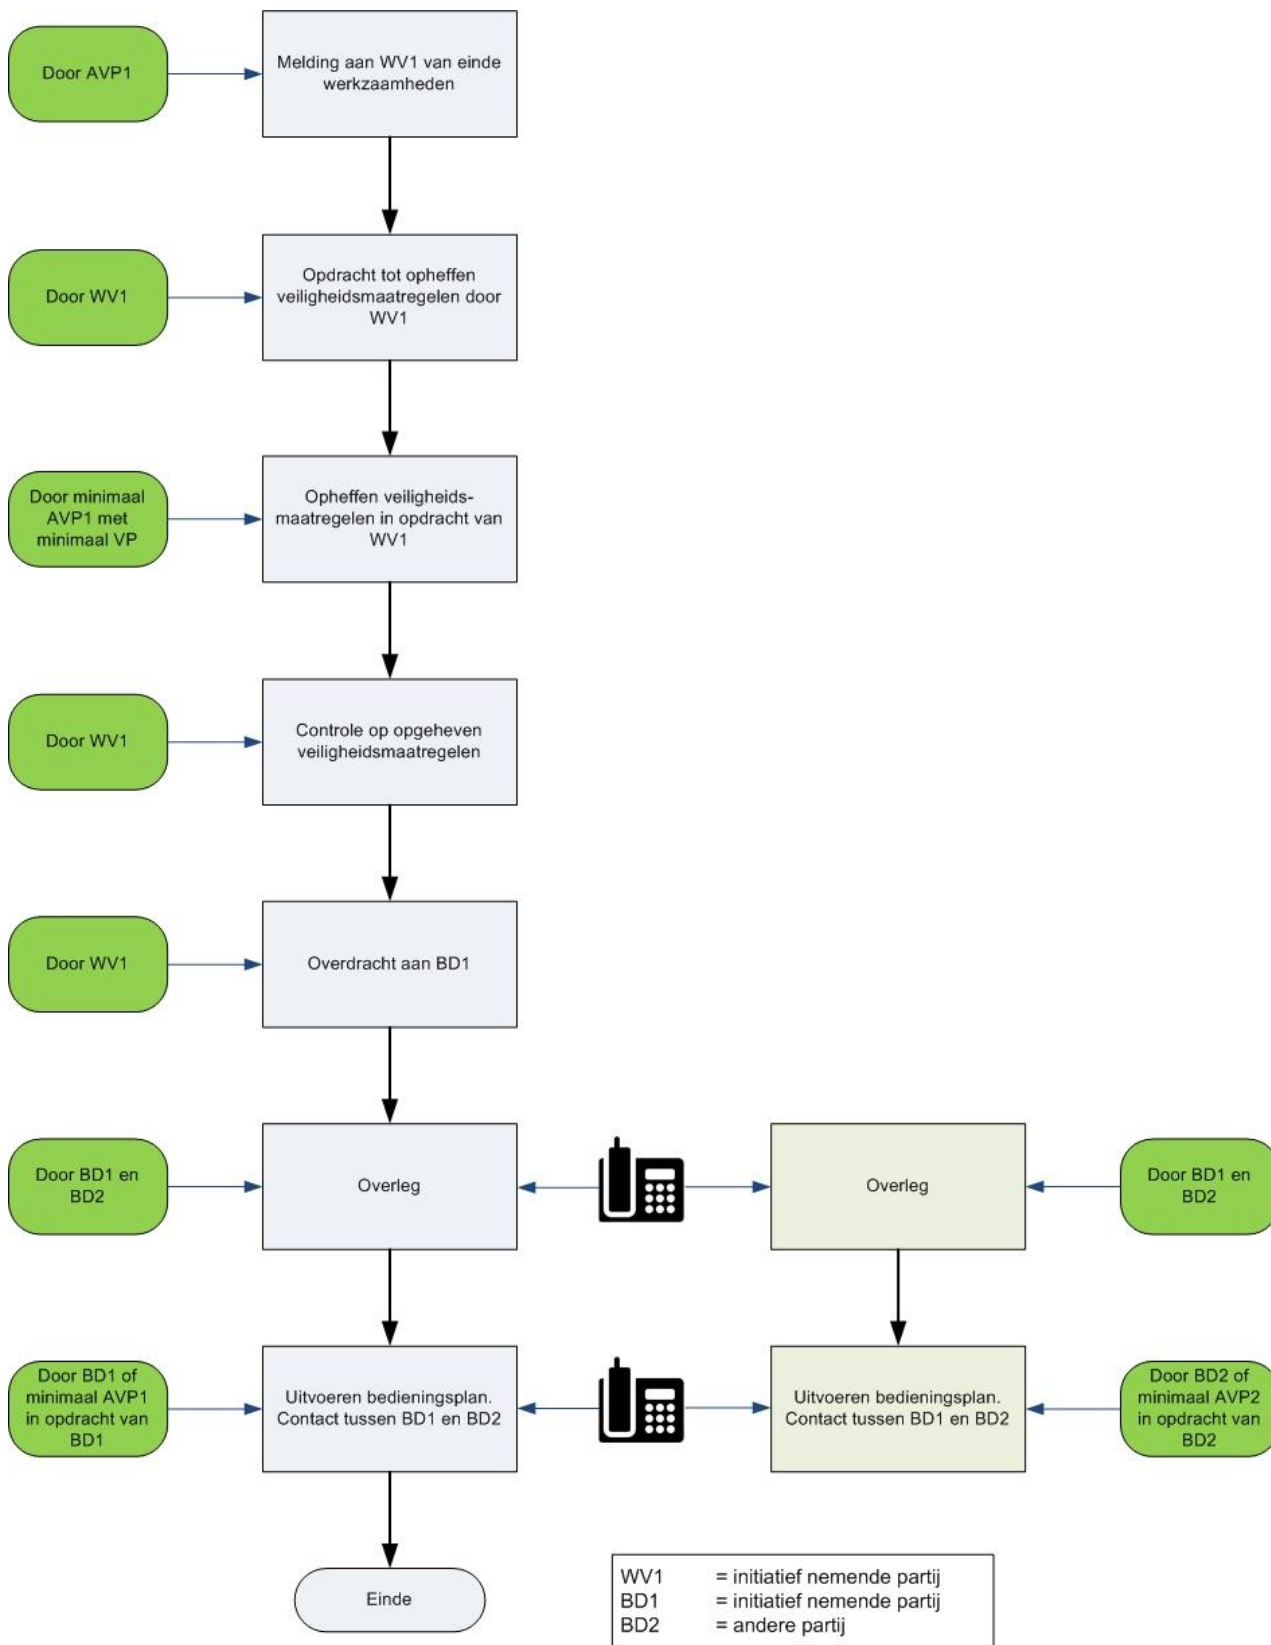 Door AVP1
Melding aan WV1 van einde
werkzaamheden
Door WV1
Opdracht tot opheffen
veiligheidsmaatregelen door
WV1
Door minimaal
AVP1 met
minimaal VP
Opheffen veiligheids-
maatregelen in opdracht van
WV1
Door WV1
Controle op opgeheven
veiligheidsmaatregelen
Door WV1
Overdracht aan BD1
Door BD1 en
BD2
Overleg
Overleg
Door BD1 en
BD2
Door BD1 of
minimaal AVP1
in opdracht van
BD1
Uitvoeren bedieningsplan.
Contact tussen BD1 en BD2
Uitvoeren bedieningsplan.
Contact tussen BD1 en BD2
Door BD2 of
minimaal AVP2
in opdracht van
BD2
Einde
WV1 = initiatief nemende partij
BD1 = initiatief nemende partij
BD2 = andere partij